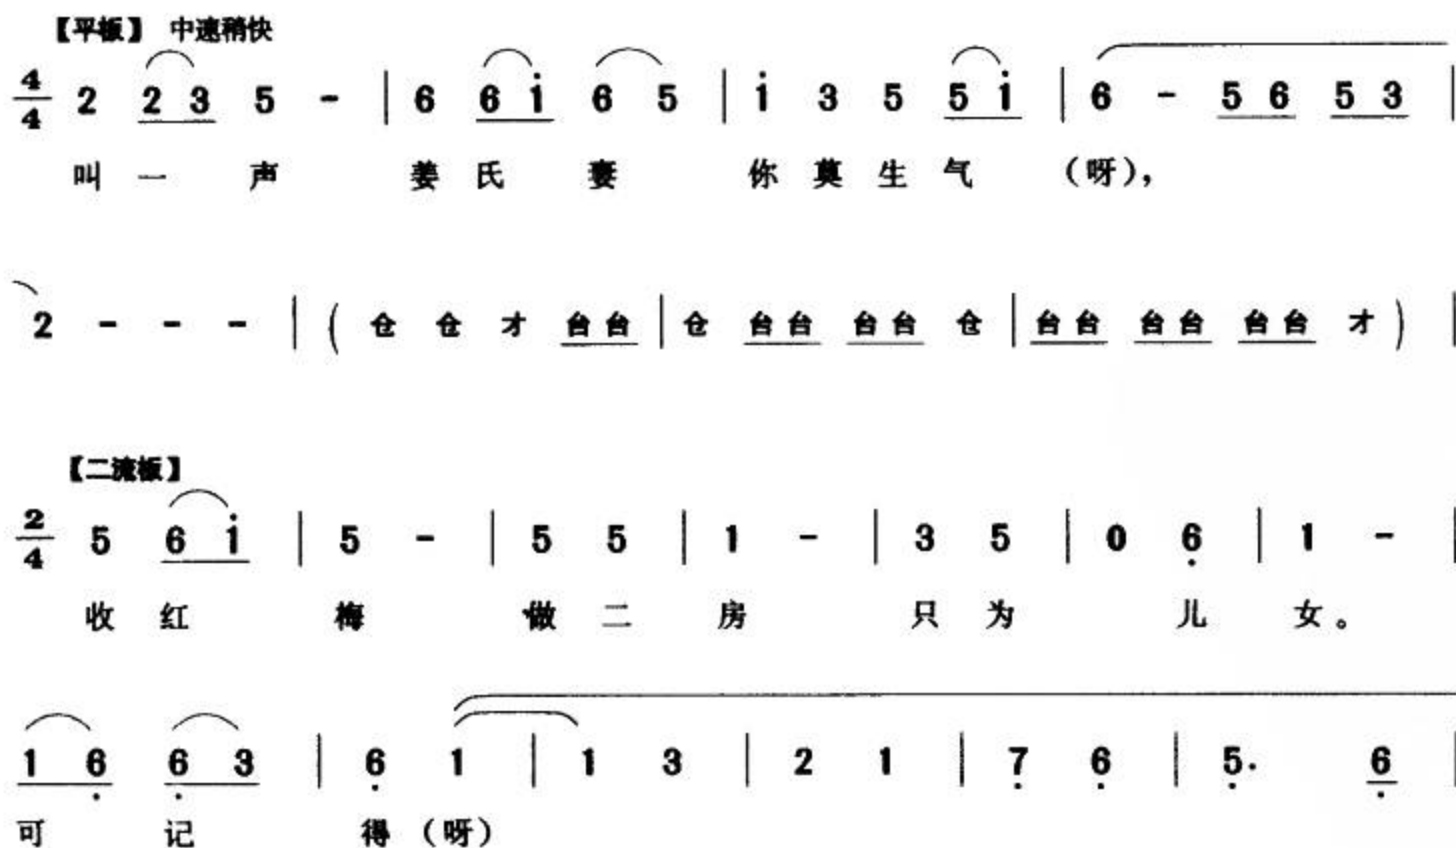 【平板】 中速稍快
4/4 2 2 3 5 - | 6 6 i̇ 6 5 | i̇ 3 5 5 i̇ | 6 - 5 6 5 3 |
叫 一 声 姜 氏 妻 你 莫 生 气 (呀),
2 - - - | ( 仓 仓 才 台 台 | 仓 台 台 台 台 仓 | 台 台 台 台 台 台 才 ) |
【二流板】
2/4 5 6 i̇ | 5 - | 5 5 | 1 - | 3 5 | 0 6̣ | 1 - |
收 红 梅 做 二 房 只 为 儿 女。
1 6̣ 6̣ 3 | 6̣ 1 | 1 3 | 2 1 | 7̣ 6̣ | 5̣. 6̣ |
可 记 得 (呀)